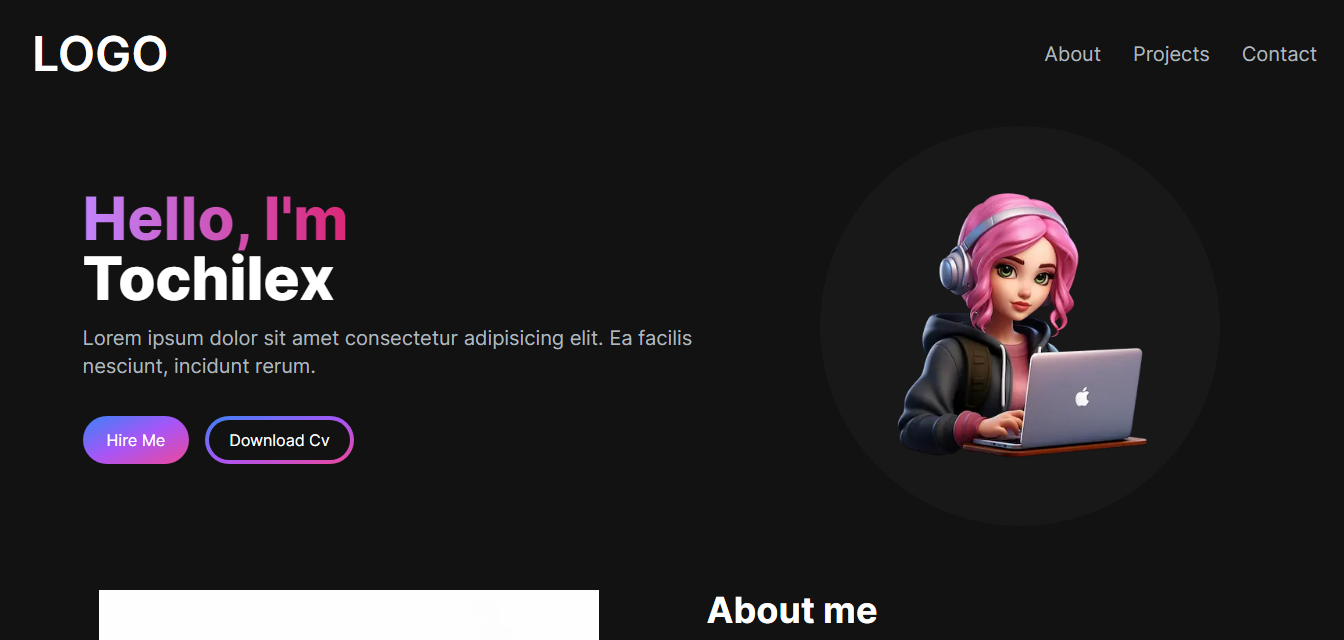 LOGO
About Projects Contact
Hello, I'm
Tochilex
Lorem ipsum dolor sit amet consectetur adipisicing elit. Ea facilis
nesciunt, incidunt rerum.
Hire Me Download Cv
About me